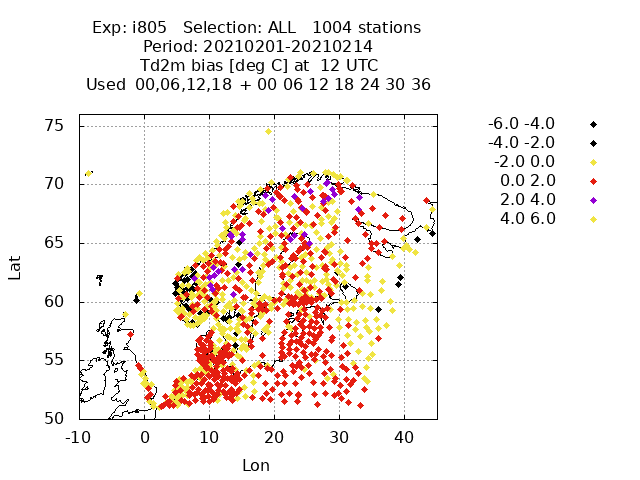 Exp: i805 Selection: ALL 1004 stations
Period: 20210201-20210214
Td2m bias [deg C] at 12 UTC
Used 00,06,12,18 + 00 06 12 18 24 30 36
-6.0 -4.0
-4.0 -2.0
-2.0 0.0
0.0 2.0
2.0 4.0
4.0 6.0
75
70
65
60
55
50
Lat
-10 0 10 20 30 40
Lon